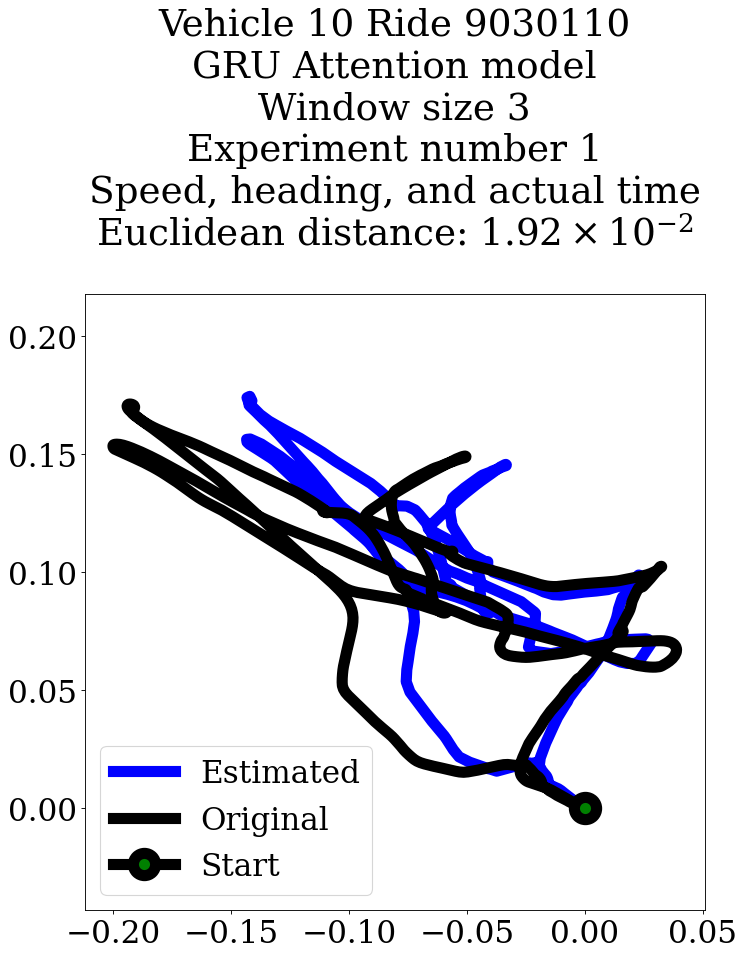 Vehicle 10 Ride 9030110
GRU Attention model
Window size 3
Experiment number 1
Speed, heading, and actual time
Euclidean distance: 1.92 × 10⁻²
0.20
0.15
0.10
0.05
0.00
Estimated
Original
Start
−0.20 −0.15 −0.10 −0.05 0.00 0.05